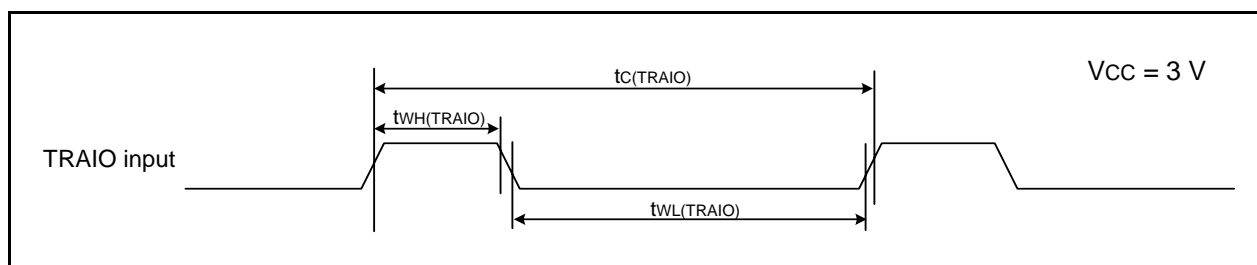 tC(TRAIO)
VCC = 3 V
tWH(TRAIO)
TRAIO input
tWL(TRAIO)